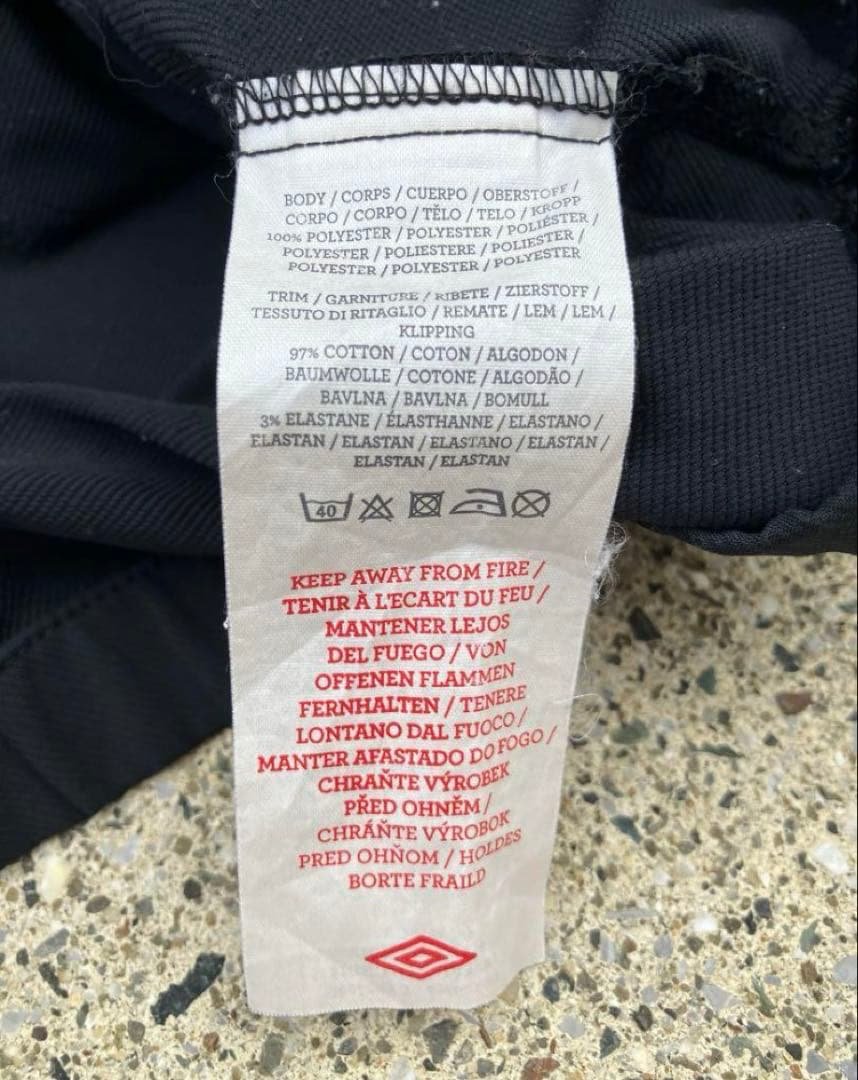 BODY / CORPS / CUERPO / OBERSTOFF /
CORPO / CORPO / TĚLO / TELO / KROPP
100% POLYESTER / POLYESTER / POLIÉSTER /
POLYESTER / POLIESTERE / POLIESTER /
POLYESTER / POLYESTER / POLYESTER
TRIM / GARNITURE / RIBETE / ZIERSTOFF /
TESSUTO DI RITAGLIO / REMATE / LEM / LEM /
KLIPPING
97% COTTON / COTON / ALGODON /
BAUMWOLLE / COTONE / ALGODÃO /
BAVLNA / BAVLNA / BOMULL
3% ELASTANE / ÉLASTHANNE / ELASTANO /
ELASTAN / ELASTAN / ELASTANO / ELASTAN /
ELASTAN / ELASTAN
40
KEEP AWAY FROM FIRE /
TENIR À L'ECART DU FEU /
MANTENER LEJOS
DEL FUEGO / VON
OFFENEN FLAMMEN
FERNHALTEN / TENERE
LONTANO DAL FUOCO /
MANTER AFASTADO DO FOGO /
CHRAŇTE VÝROBEK
PŘED OHNĚM /
CHRÁŇTE VÝROBOK
PRED OHŇOM / HOLDES
BORTE FRAILD